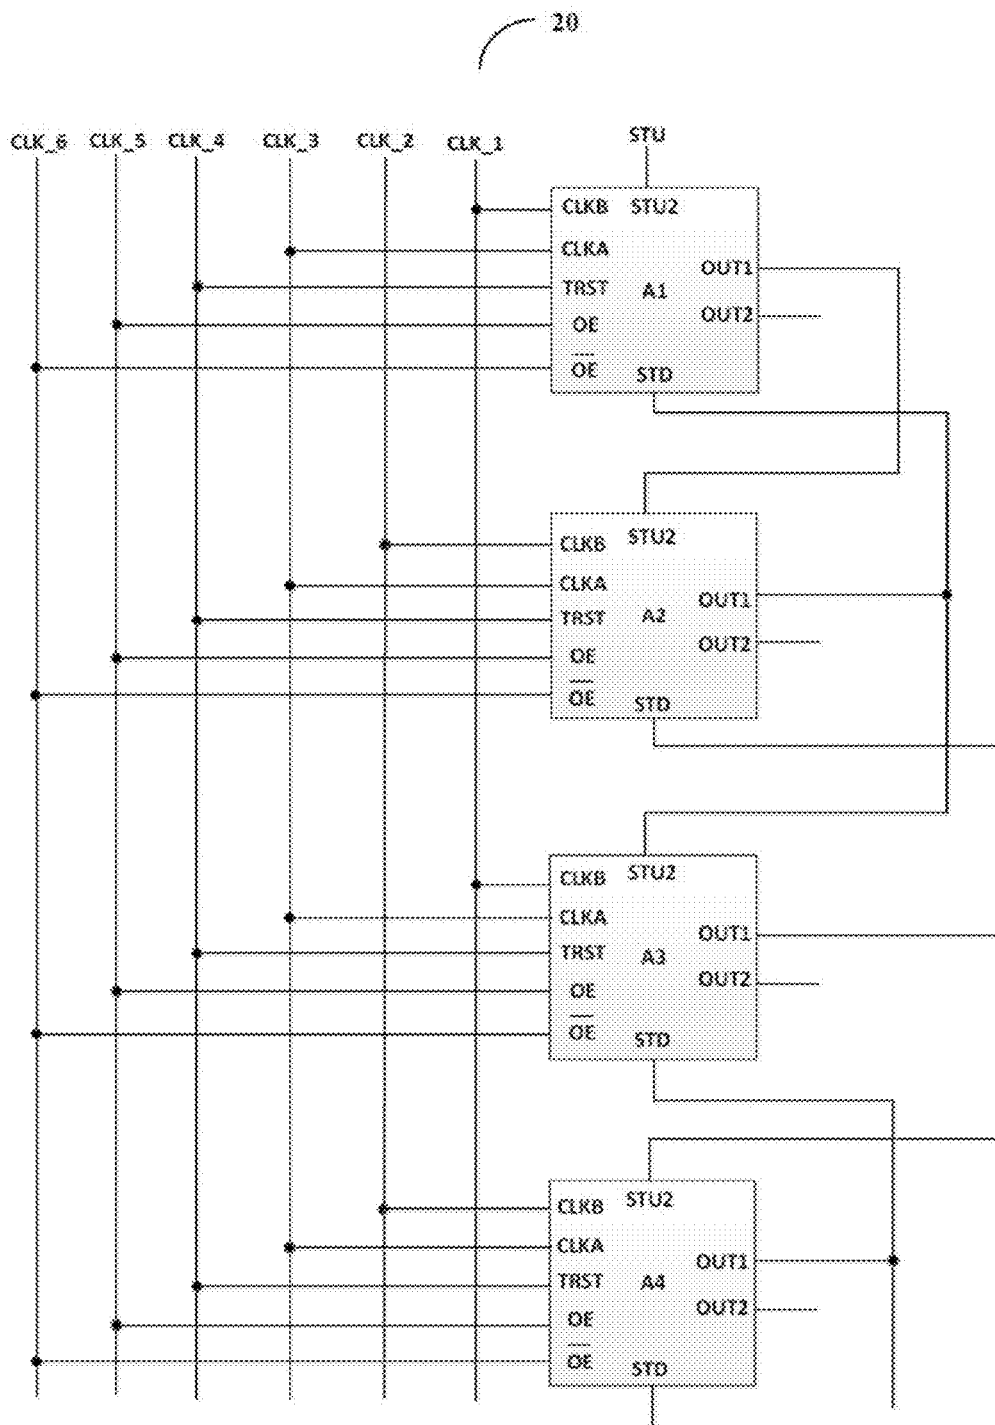 20
CLK_6 CLK_5 CLK_4 CLK_3 CLK_2 CLK_1 STU
CLKB STU2
CLKA
OUT1
TRST A1
OUT2
OE
OE
STD
STU2
CLKB
CLKA
OUT1
TRST A2
OUT2
OE
OE
STD
STU2
CLKB
CLKA
OUT1
TRST A3
OUT2
OE
OE
STD
STU2
CLKB
CLKA
OUT1
TRST A4
OUT2
OE
OE
STD